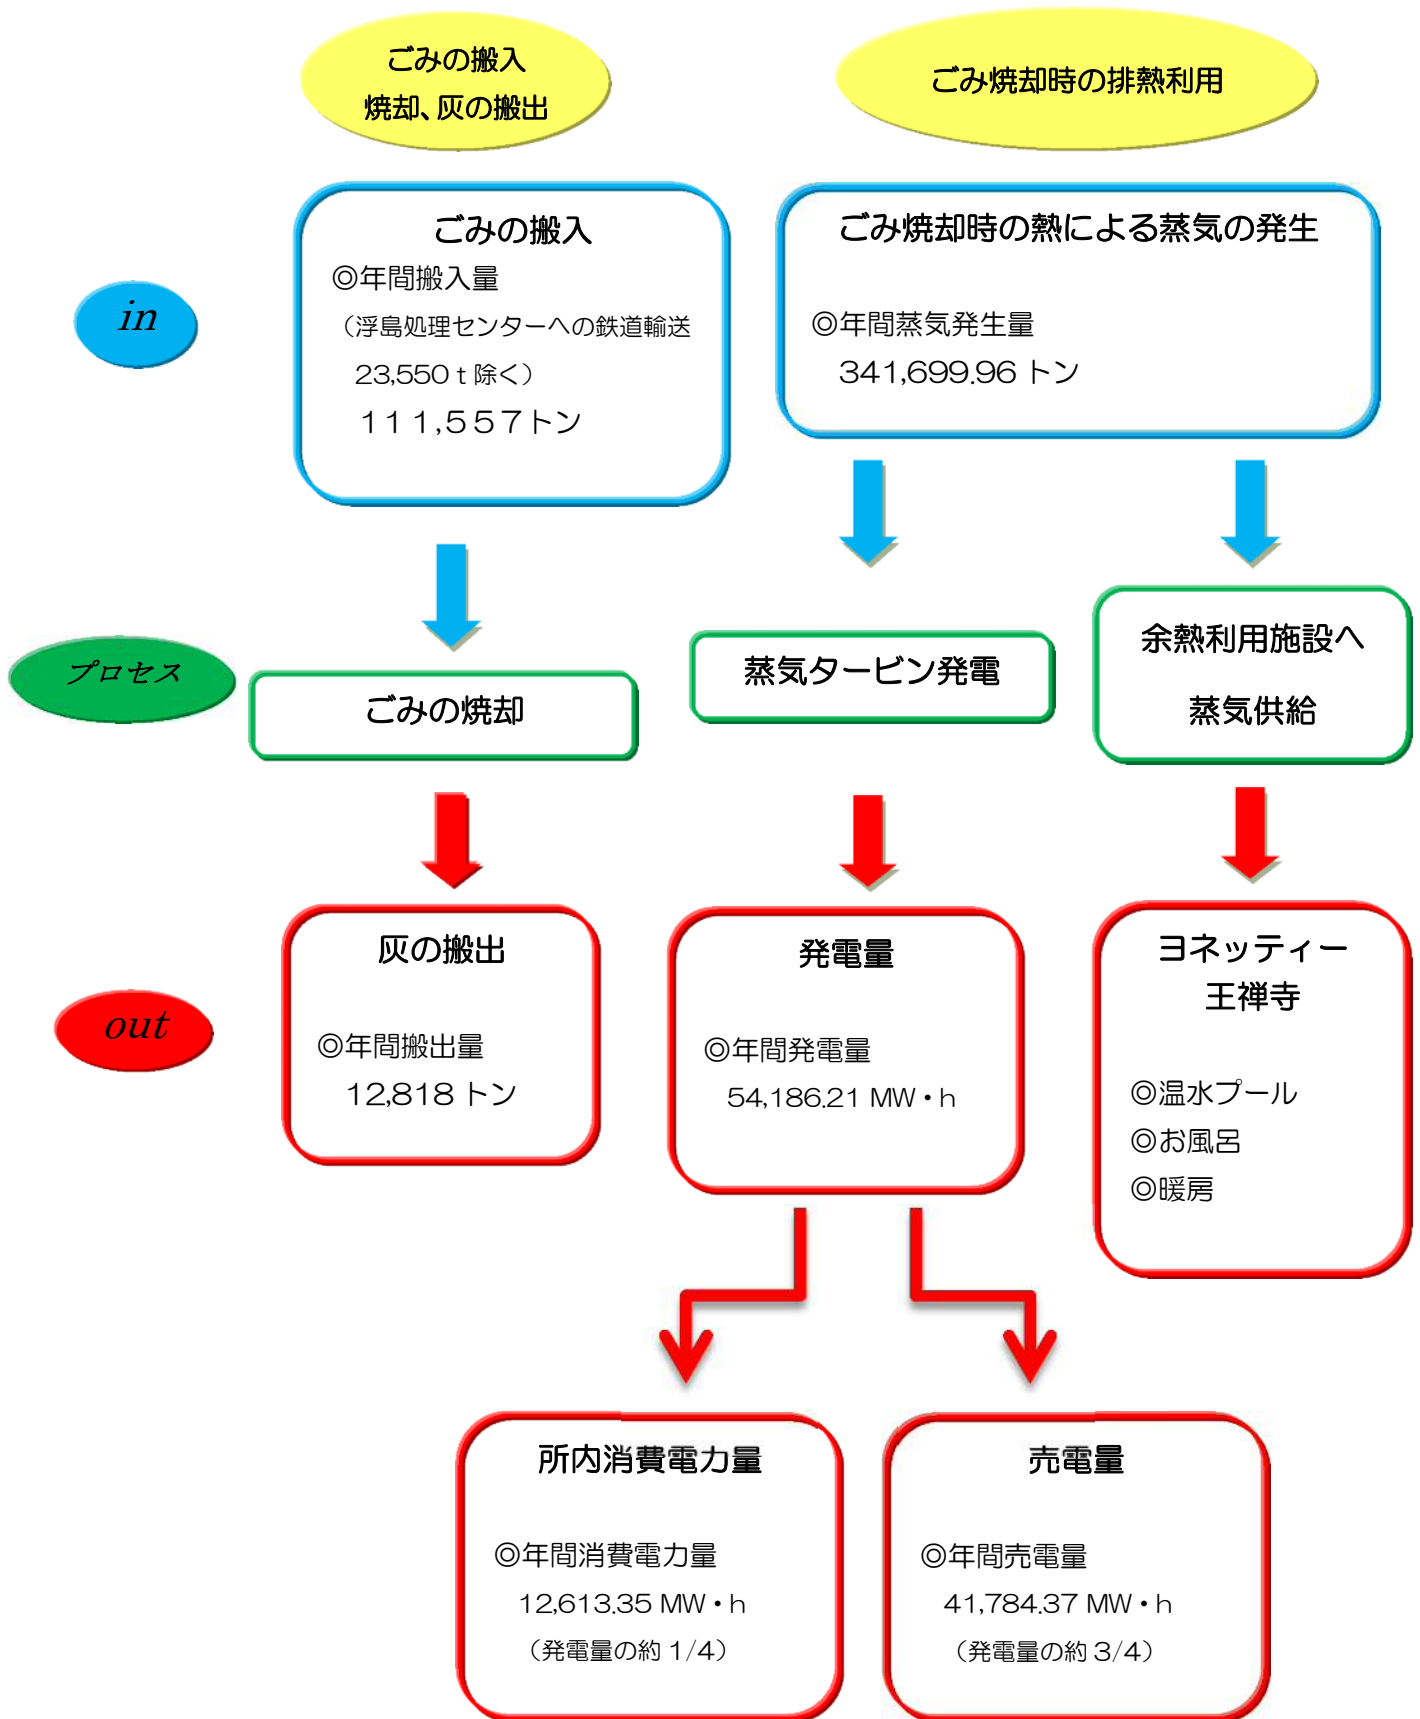 ごみの搬入
焼却、灰の搬出
ごみ焼却時の排熱利用
in
ごみの搬入
◎年間搬入量
（浮島処理センターへの鉄道輸送
23,550ｔ除く）
１１１,５５７トン
ごみ焼却時の熱による蒸気の発生
◎年間蒸気発生量
341,699.96 トン
プロセス
ごみの焼却
蒸気タービン発電
余熱利用施設へ
蒸気供給
out
灰の搬出
◎年間搬出量
12,818 トン
発電量
◎年間発電量
54,186.21 MW・h
ヨネッティー
王禅寺
◎温水プール
◎お風呂
◎暖房
所内消費電力量
◎年間消費電力量
12,613.35 MW・h
（発電量の約 1/4）
売電量
◎年間売電量
41,784.37 MW・h
（発電量の約 3/4）